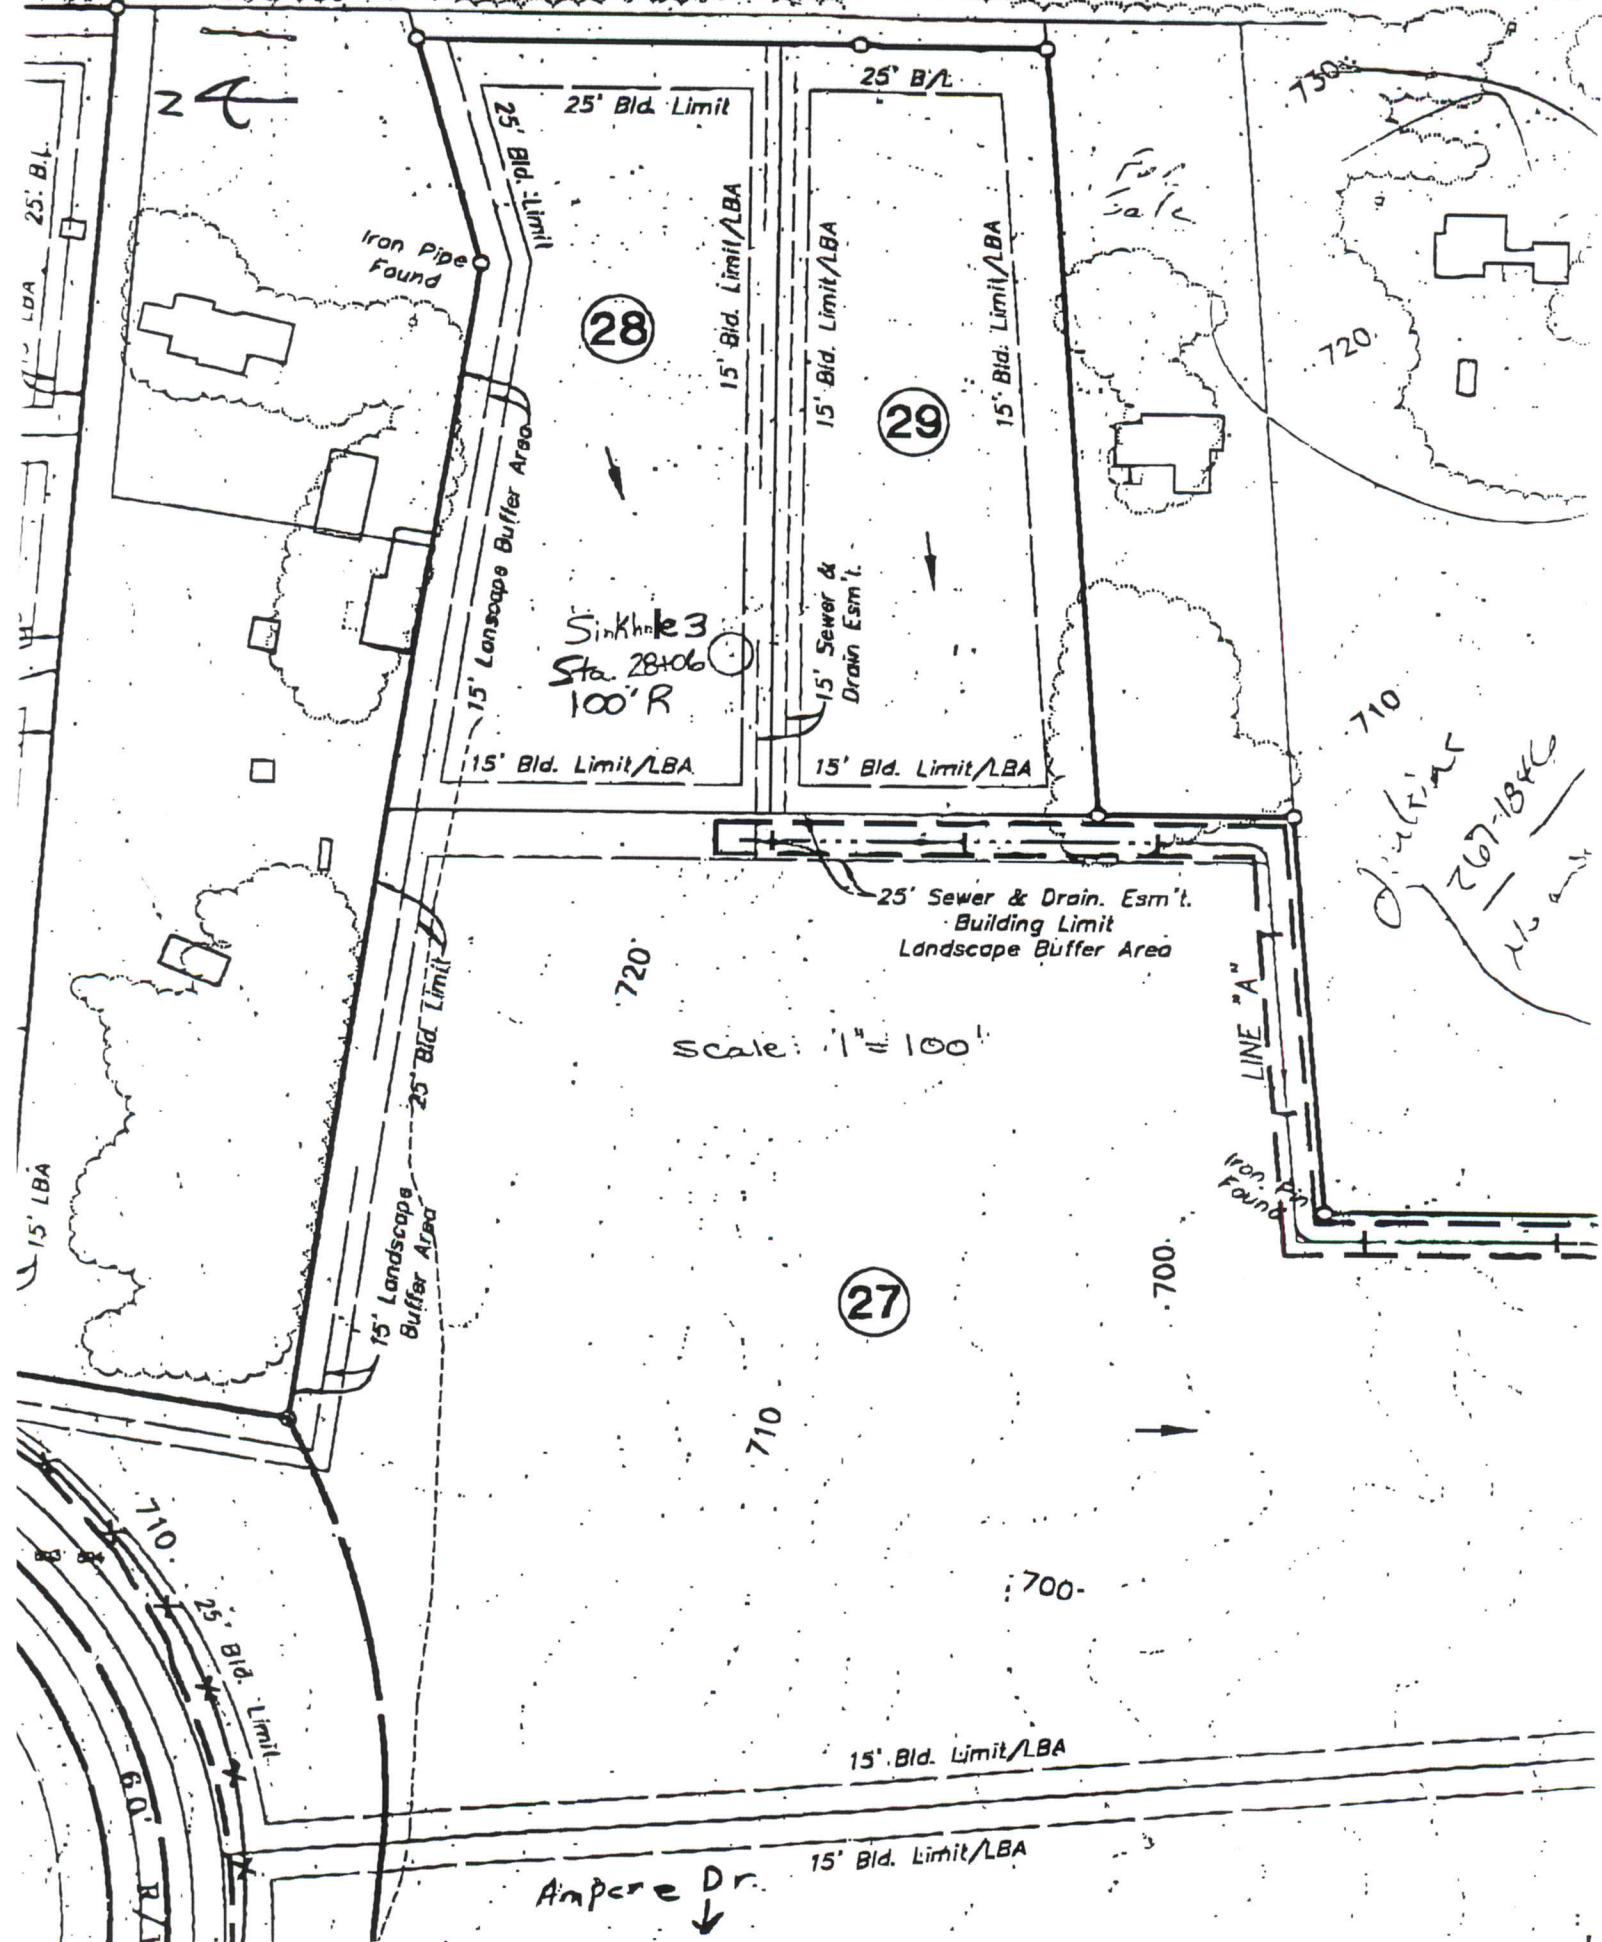 25' B/L
25' Bld. Limit
730
25' Bld. Limit
25' B.L.
N
For
Sale
15' Bld. Limit/LBA
15' Bld. Limit/LBA
15' Bld. Limit/LBA
Iron Pipe
Found
LBA
28
720
29
15' Lanscape Buffer Area
15' Sewer &
Drain Esm't.
Sinkhole 3
Sta. 28+06
100' R
710
15' Bld. Limit/LBA
15' Bld. Limit/LBA
25' Sewer & Drain. Esm't.
Building Limit
Landscape Buffer Area
720
LINE "A"
Scale: 1" = 100'
25' Bld. Limit
15' LBA
15' Landscape
Buffer Area
Iron Pin
Found
700
27
710
710
700
25' Bld. Limit
15' Bld. Limit/LBA
60' R/
15' Bld. Limit/LBA
Ampere Dr.